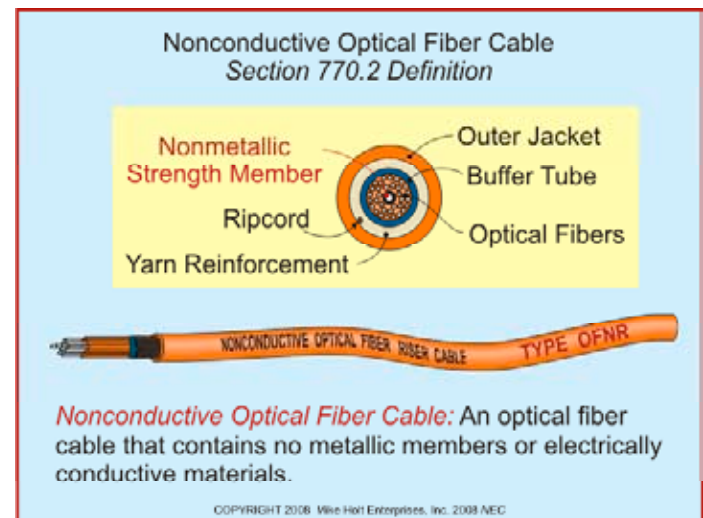 Nonconductive Optical Fiber Cable
Section 770.2 Definition
Nonmetallic
Strength Member
Ripcord
Yarn Reinforcement
Outer Jacket
Buffer Tube
Optical Fibers
NONCONDUCTIVE OPTICAL FIBER RISER CABLE TYPE OFNR
Nonconductive Optical Fiber Cable: An optical fiber
cable that contains no metallic members or electrically
conductive materials.
COPYRIGHT 2008 Mike Holt Enterprises, Inc. 2008 NEC